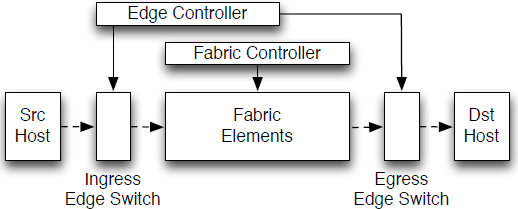 Edge Controller
Fabric Controller
Src
Host
Fabric
Elements
Dst
Host
Ingress
Edge Switch
Egress
Edge Switch